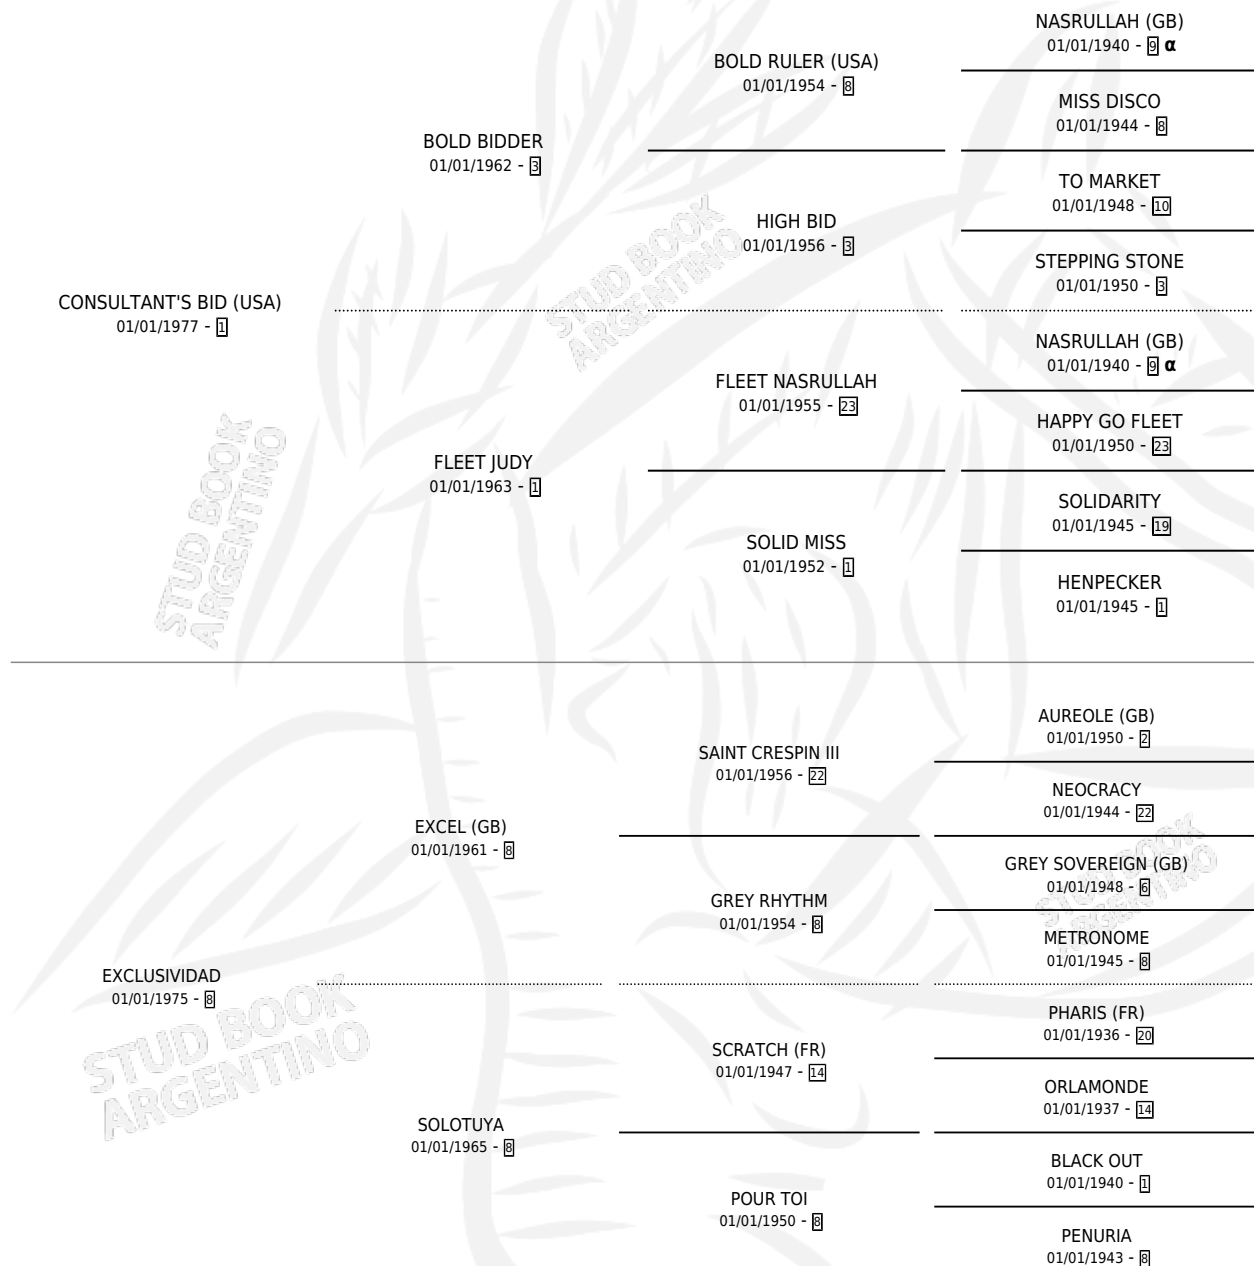 NASRULLAH (GB)
01/01/1940 - 9 α
BOLD RULER (USA)
01/01/1954 - 8
MISS DISCO
01/01/1944 - 8
BOLD BIDDER
01/01/1962 - 3
TO MARKET
01/01/1948 - 10
HIGH BID
01/01/1956 - 3
STEPPING STONE
01/01/1950 - 3
CONSULTANT'S BID (USA)
01/01/1977 - 1
NASRULLAH (GB)
01/01/1940 - 9 α
FLEET NASRULLAH
01/01/1955 - 23
HAPPY GO FLEET
01/01/1950 - 23
FLEET JUDY
01/01/1963 - 1
SOLIDARITY
01/01/1945 - 19
SOLID MISS
01/01/1952 - 1
HENPECKER
01/01/1945 - 1
AUREOLE (GB)
01/01/1950 - 2
SAINT CRESPIN III
01/01/1956 - 22
NEOCRACY
01/01/1944 - 22
EXCEL (GB)
01/01/1961 - 8
GREY SOVEREIGN (GB)
01/01/1948 - 6
GREY RHYTHM
01/01/1954 - 8
METRONOME
01/01/1945 - 8
EXCLUSIVIDAD
01/01/1975 - 8
PHARIS (FR)
01/01/1936 - 20
SCRATCH (FR)
01/01/1947 - 14
ORLAMONDE
01/01/1937 - 14
SOLOTUYA
01/01/1965 - 8
BLACK OUT
01/01/1940 - 1
POUR TOI
01/01/1950 - 8
PENURIA
01/01/1943 - 8
STUD BOOK
ARGENTINO
STUD BOOK
ARGENTINO
STUD BOOK
ARGENTINO
STUD BOOK
ARGENTINO